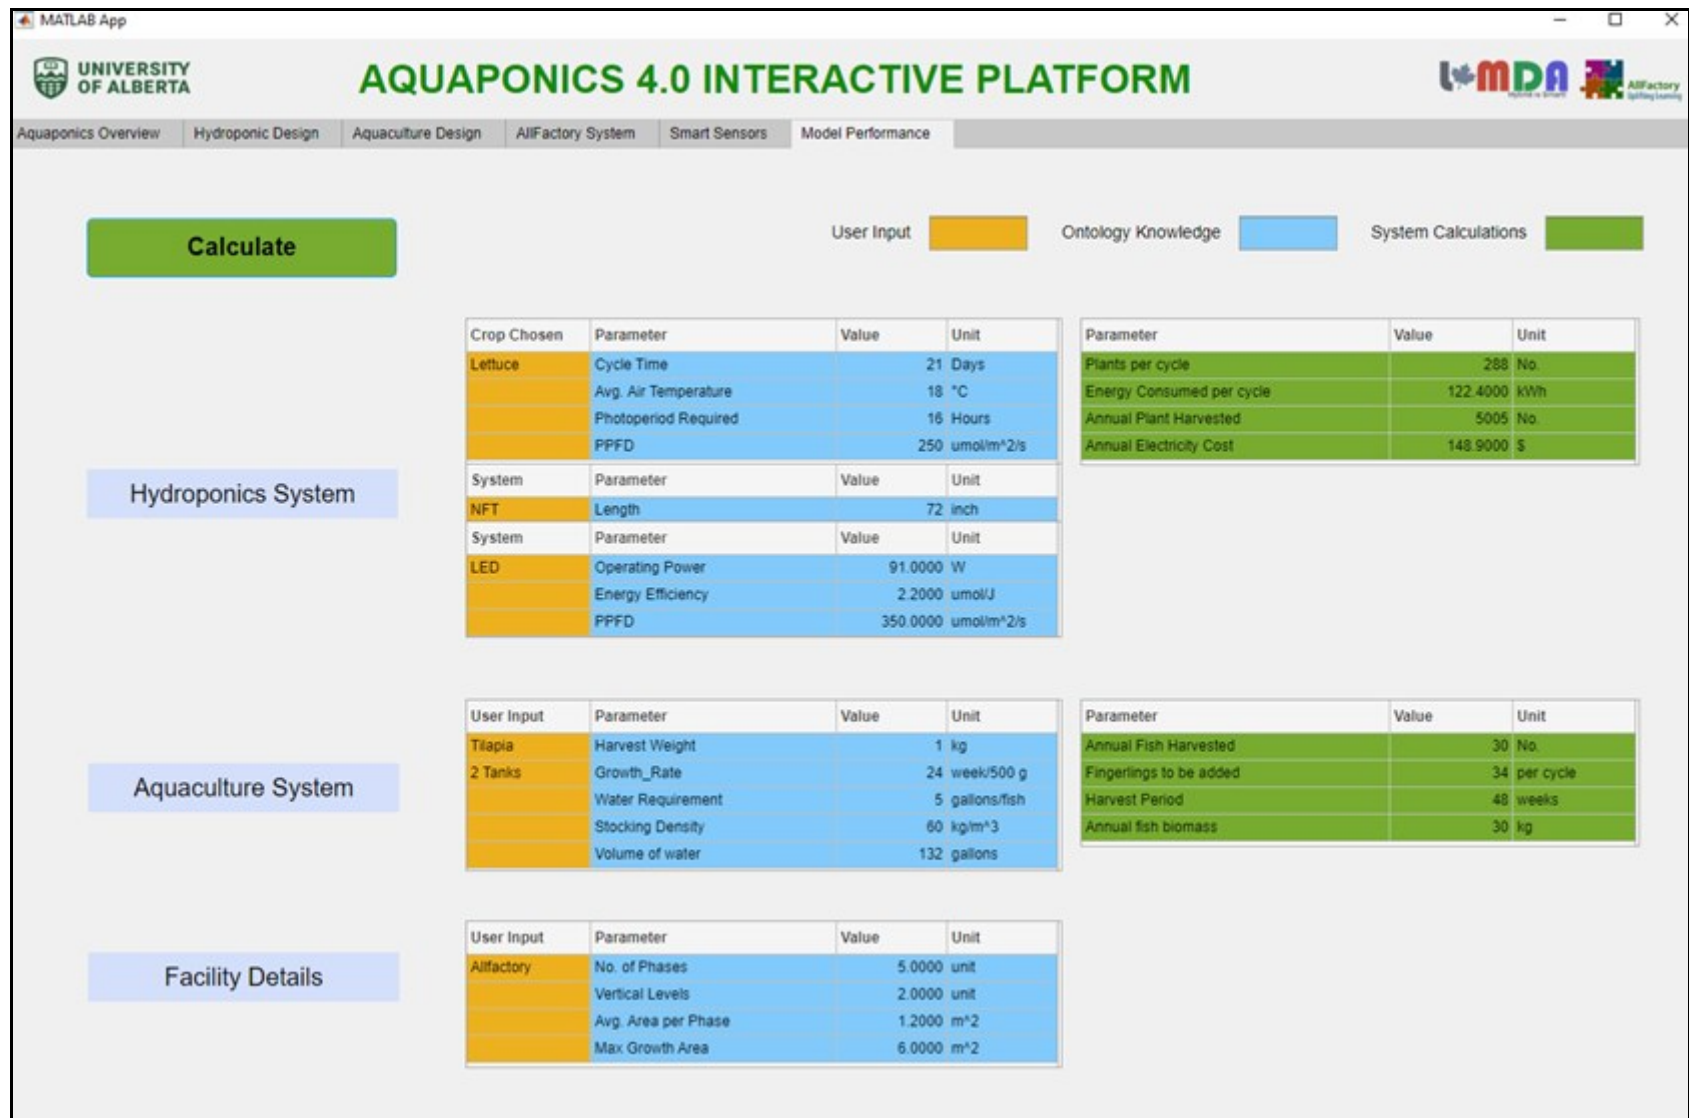 MATLAB App
UNIVERSITY
OF ALBERTA
AQUAPONICS 4.0 INTERACTIVE PLATFORM
AllFactory
Aquaponics Overview Hydroponic Design Aquaculture Design AllFactory System Smart Sensors Model Performance
Calculate
User Input Ontology Knowledge System Calculations
Hydroponics System
Crop Chosen Parameter Value Unit
Lettuce Cycle Time 21 Days
Avg. Air Temperature 18 °C
Photoperiod Required 16 Hours
PPFD 250 umol/m^2/s
System Parameter Value Unit
NFT Length 72 inch
System Parameter Value Unit
LED Operating Power 91.0000 W
Energy Efficiency 2.2000 umol/J
PPFD 350.0000 umol/m^2/s
Parameter Value Unit
Plants per cycle 288 No.
Energy Consumed per cycle 122.4000 kWh
Annual Plant Harvested 5005 No.
Annual Electricity Cost 148.9000 $
Aquaculture System
User Input Parameter Value Unit
Tilapia Harvest Weight 1 kg
2 Tanks Growth_Rate 24 week/500 g
Water Requirement 5 gallons/fish
Stocking Density 60 kg/m^3
Volume of water 132 gallons
Parameter Value Unit
Annual Fish Harvested 30 No.
Fingerlings to be added 34 per cycle
Harvest Period 48 weeks
Annual fish biomass 30 kg
Facility Details
User Input Parameter Value Unit
Allfactory No. of Phases 5.0000 unit
Vertical Levels 2.0000 unit
Avg. Area per Phase 1.2000 m^2
Max Growth Area 6.0000 m^2